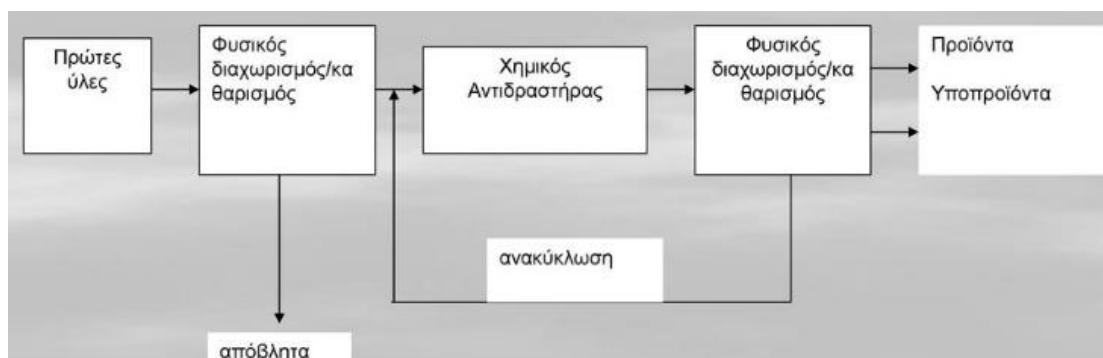 Πρώτες
ύλες
Φυσικός
διαχωρισμός/κα
θαρισμός
Χημικός
Αντιδραστήρας
Φυσικός
διαχωρισμός/κα
θαρισμός
Προϊόντα
Υποπροϊόντα
ανακύκλωση
απόβλητα